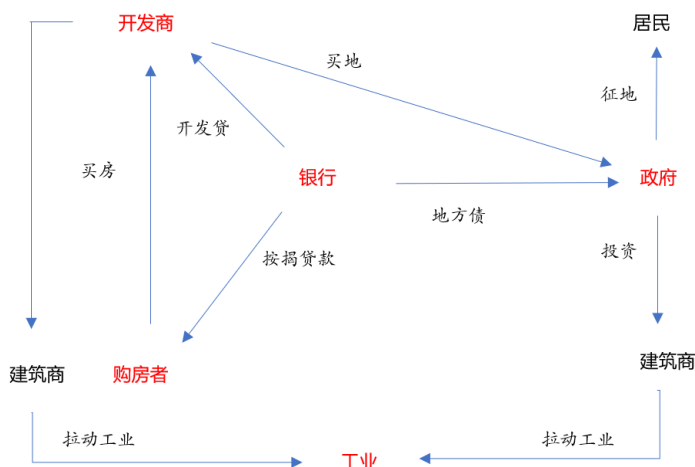 开发商
居民
买地
征地
开发贷
买房
银行
政府
地方债
按揭贷款
投资
建筑商
购房者
建筑商
拉动工业
拉动工业
工业